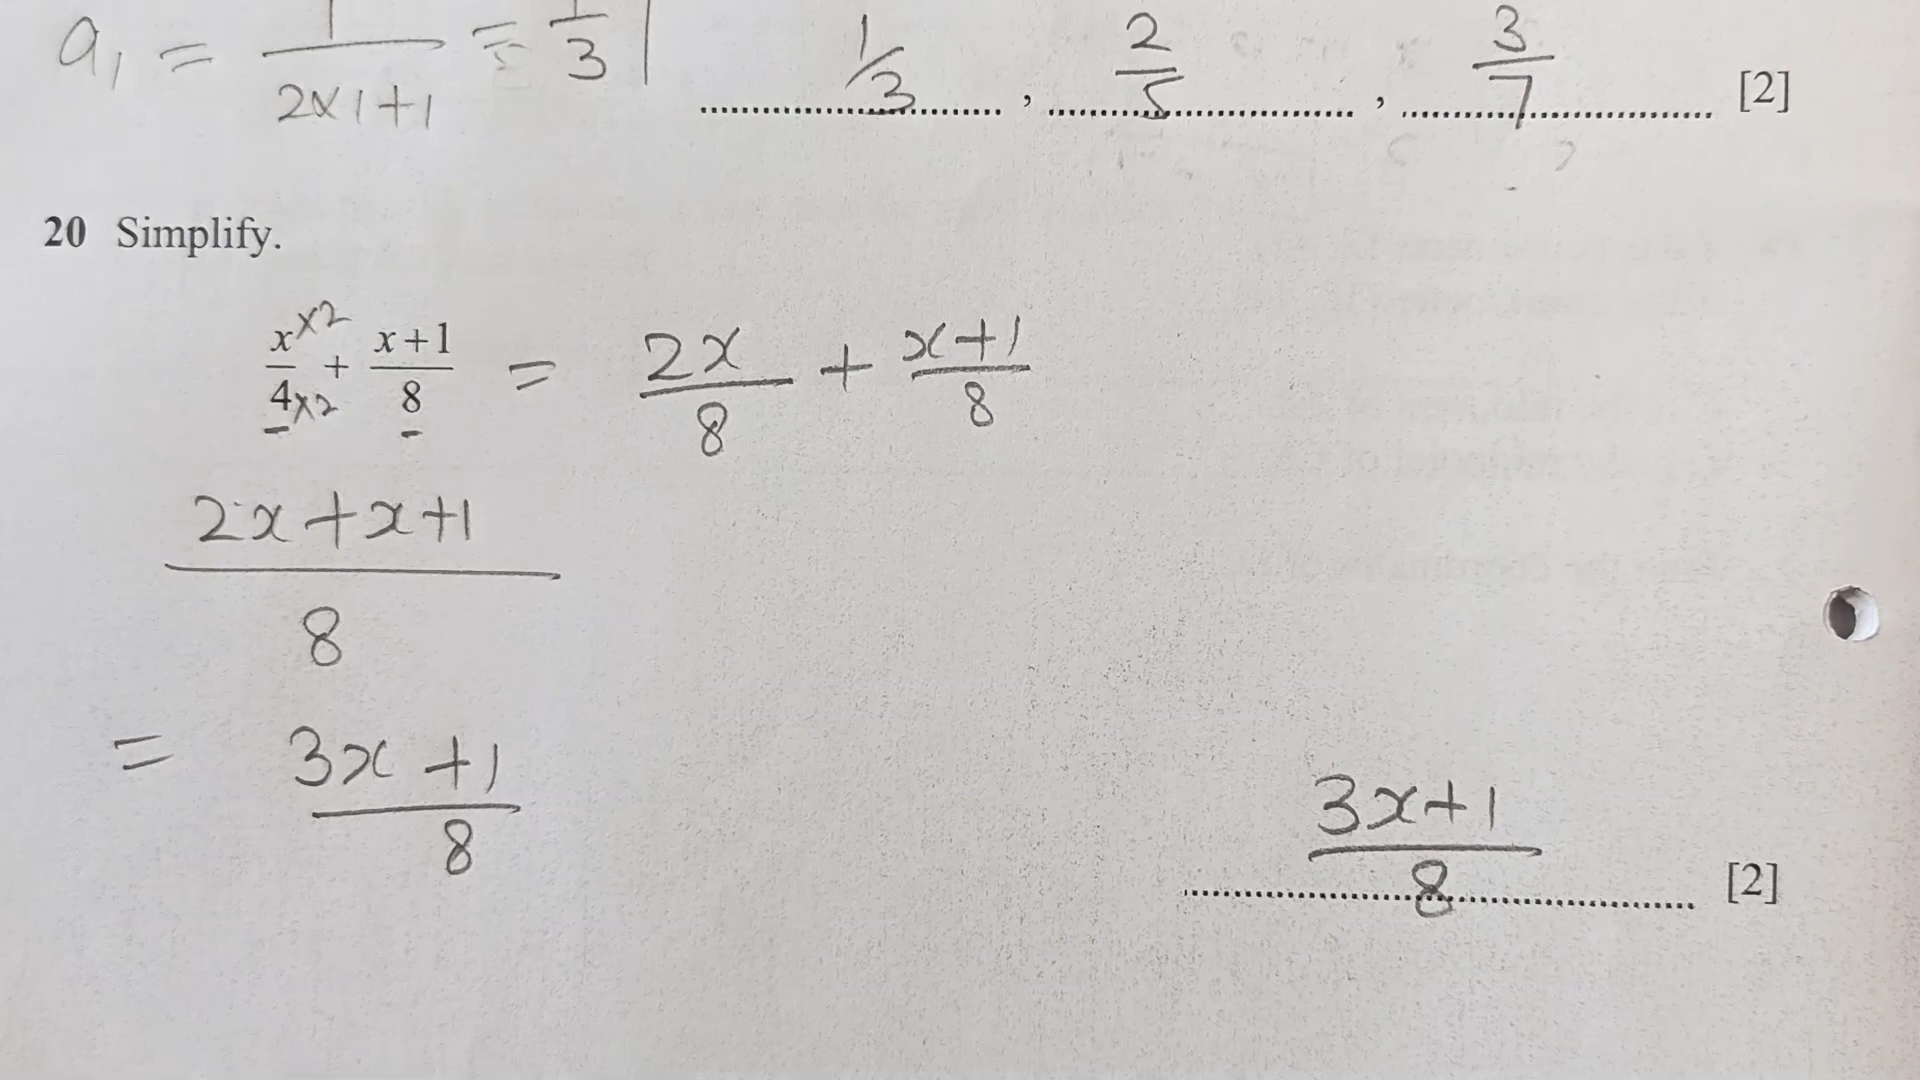 a₁ = 1/(2×1+1) = 1/3
1/3 , 2/5 , 3/7 [2]
20 Simplify.
x×2/4×2 + (x+1)/8 = 2x/8 + (x+1)/8
(2x+x+1)/8
= (3x+1)/8
(3x+1)/8 [2]